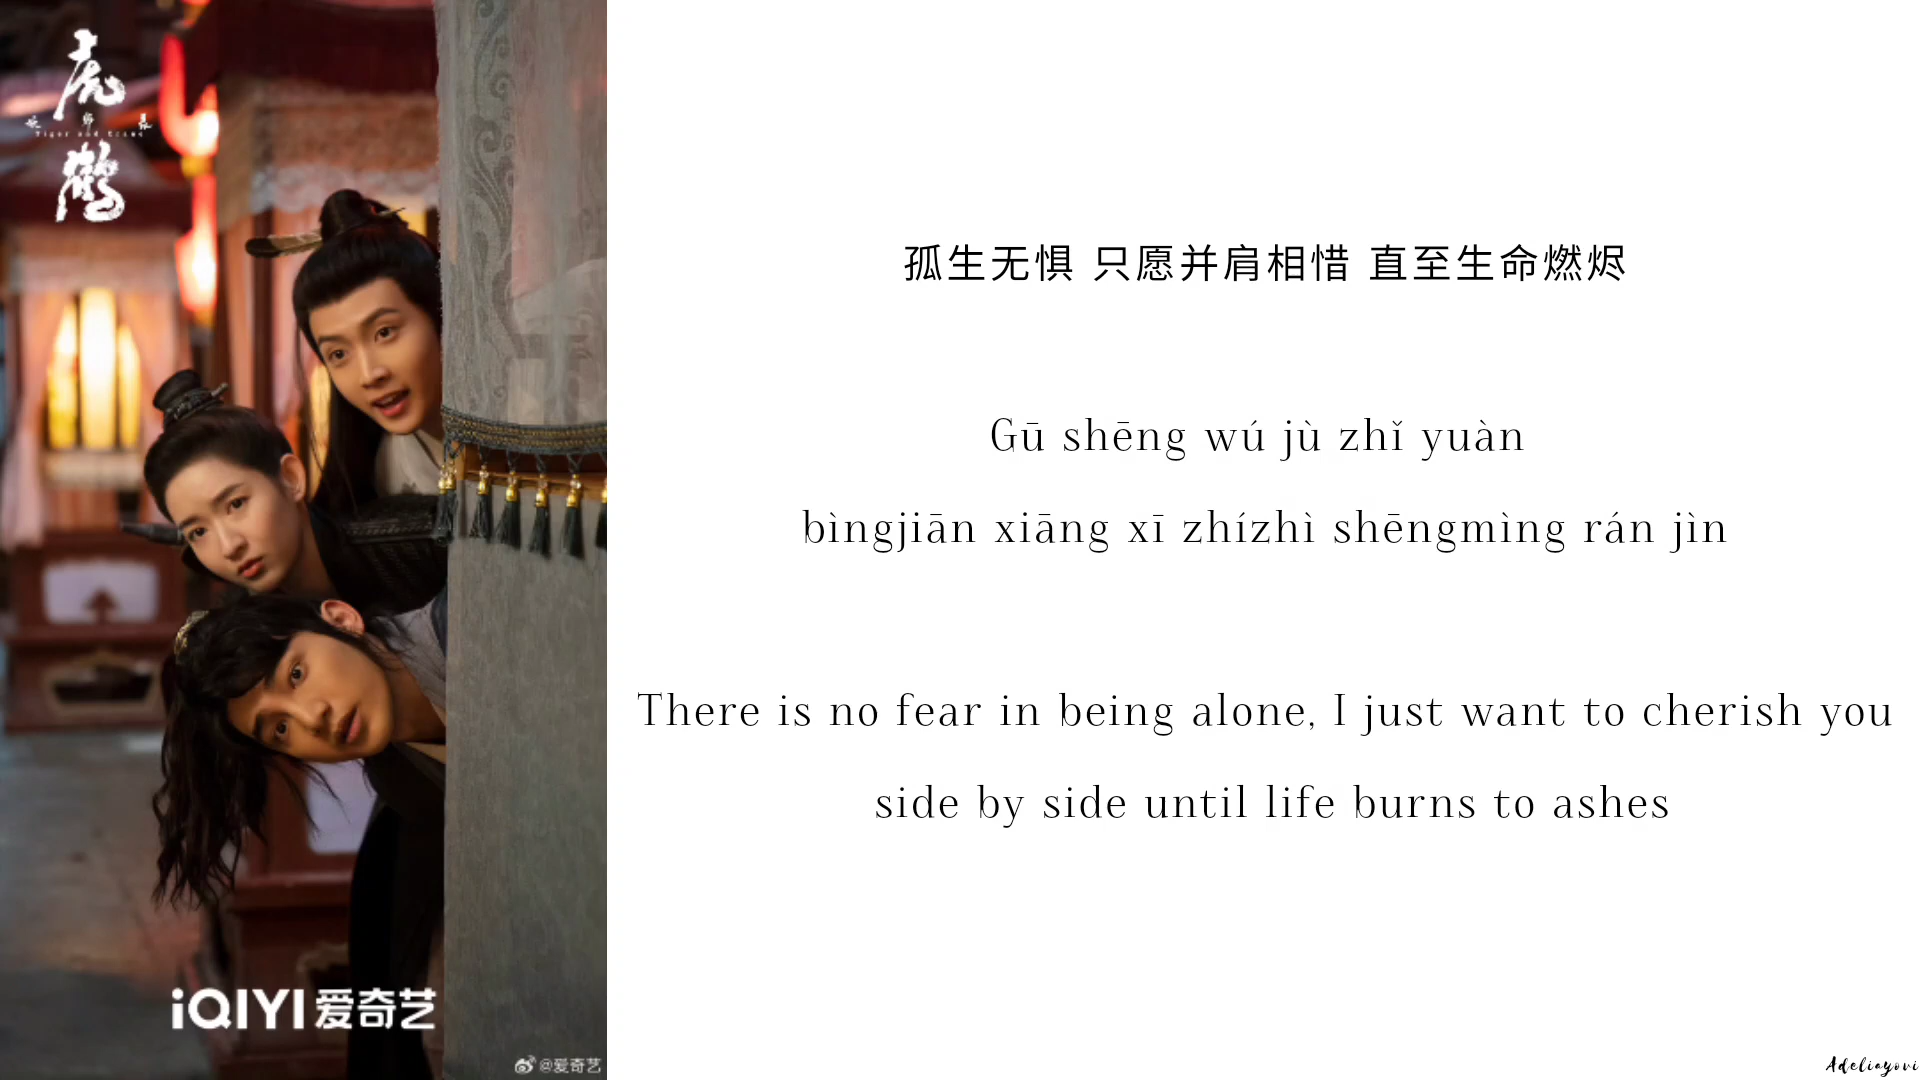 虎
Tiger and Crane
鹤
iQIYI 爱奇艺
@爱奇艺
孤生无惧 只愿并肩相惜 直至生命燃烬
Gū shēng wú jù zhǐ yuàn
bìngjiān xiāng xī zhízhì shēngmìng rán jìn
There is no fear in being alone, I just want to cherish you
side by side until life burns to ashes
Adeliayovi